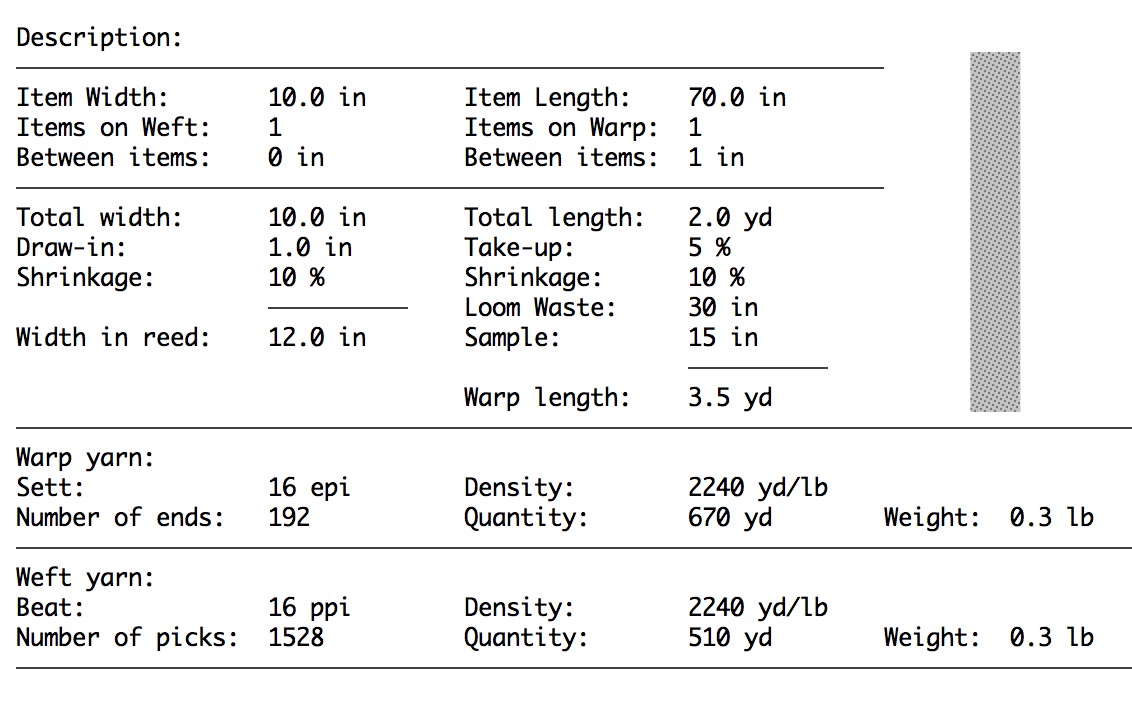 Description:
Item Width: 10.0 in Item Length: 70.0 in
Items on Weft: 1 Items on Warp: 1
Between items: 0 in Between items: 1 in
Total width: 10.0 in Total length: 2.0 yd
Draw-in: 1.0 in Take-up: 5 %
Shrinkage: 10 % Shrinkage: 10 %
Loom Waste: 30 in
Width in reed: 12.0 in Sample: 15 in
Warp length: 3.5 yd
Warp yarn:
Sett: 16 epi Density: 2240 yd/lb
Number of ends: 192 Quantity: 670 yd Weight: 0.3 lb
Weft yarn:
Beat: 16 ppi Density: 2240 yd/lb
Number of picks: 1528 Quantity: 510 yd Weight: 0.3 lb